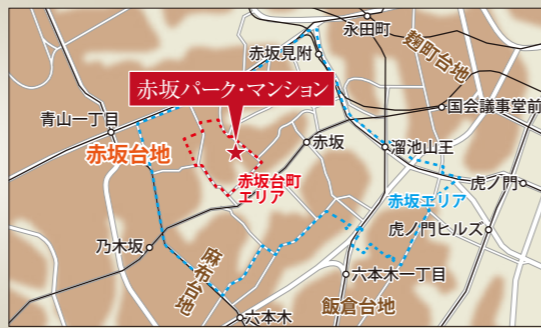 永田町
麹町台地
赤坂見附
赤坂パーク・マンション
国会議事堂前
青山一丁目
赤坂
溜池山王
赤坂台地
赤坂台町
エリア
虎ノ門
赤坂エリア
虎ノ門ヒルズ
乃木坂
麻布台地
六本木一丁目
飯倉台地
六本木